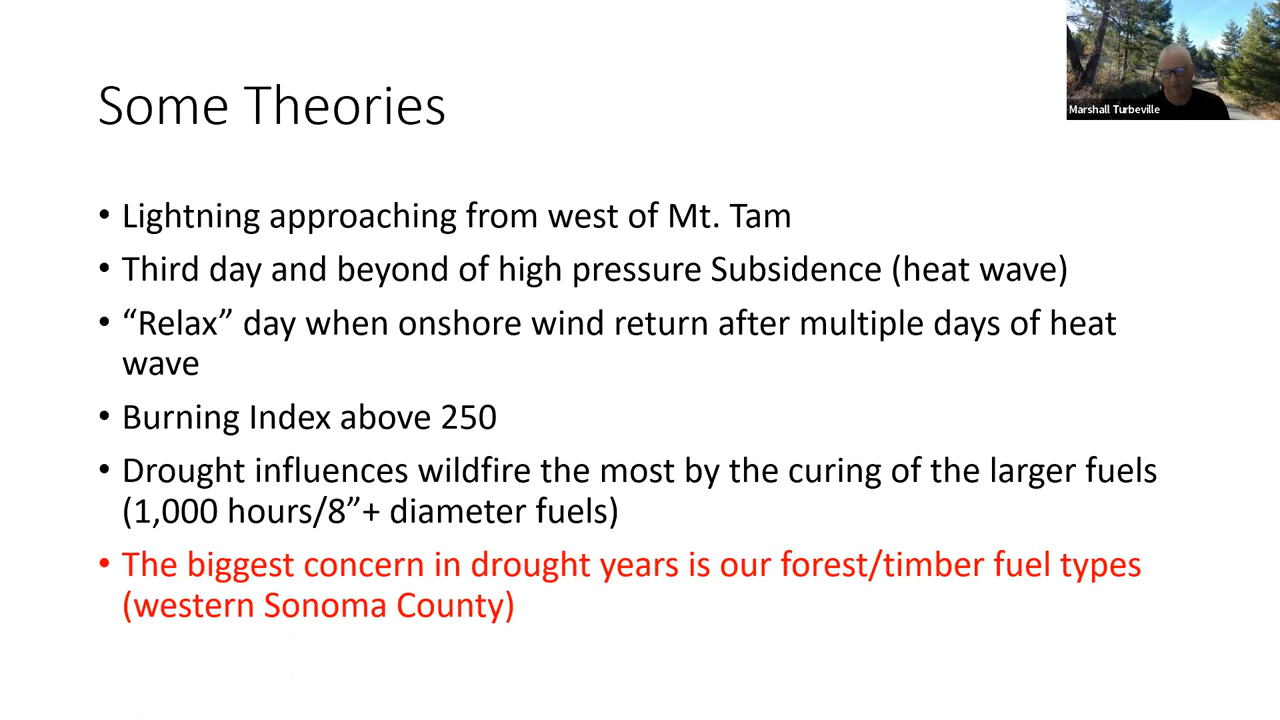 Marshall Turbeville
Some Theories
• Lightning approaching from west of Mt. Tam
• Third day and beyond of high pressure Subsidence (heat wave)
• “Relax” day when onshore wind return after multiple days of heat
wave
• Burning Index above 250
• Drought influences wildfire the most by the curing of the larger fuels
(1,000 hours/8”+ diameter fuels)
• The biggest concern in drought years is our forest/timber fuel types
(western Sonoma County)